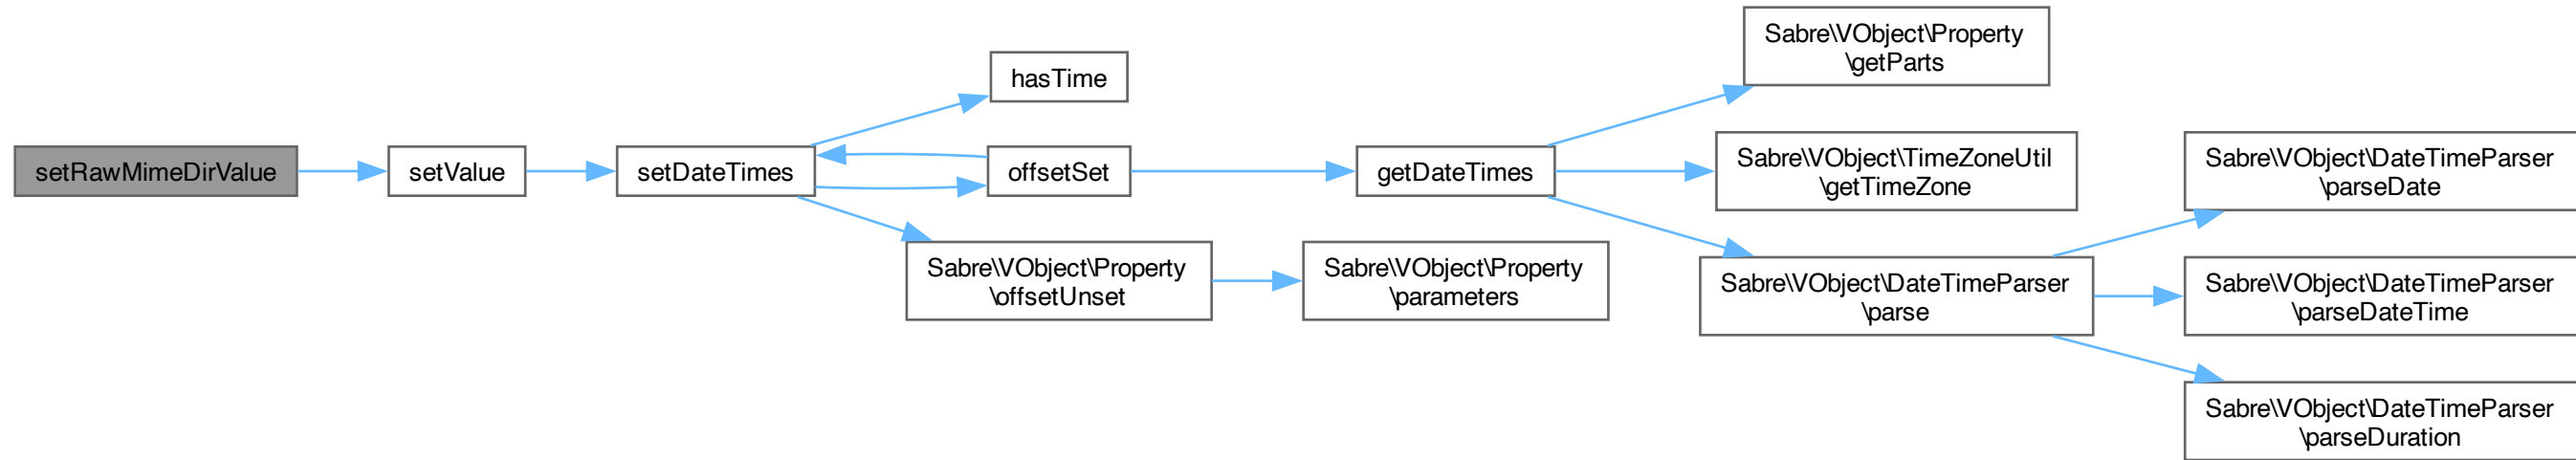 setRawMimeDirValue
setValue
setDateTimes
hasTime
offsetSet
Sabre\VObject\Property
\offsetUnset
Sabre\VObject\Property
\parameters
getDateTimes
Sabre\VObject\Property
\getParts
Sabre\VObject\TimeZoneUtil
\getTimeZone
Sabre\VObject\DateTimeParser
\parse
Sabre\VObject\DateTimeParser
\parseDate
Sabre\VObject\DateTimeParser
\parseDateTime
Sabre\VObject\DateTimeParser
\parseDuration